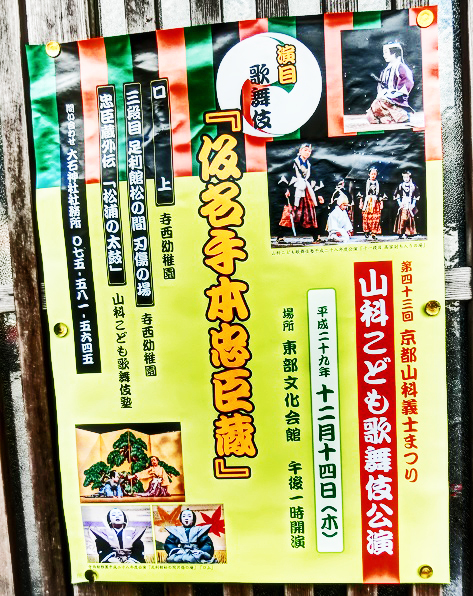 第四十三回 京都山科義士まつり
山科こども歌舞伎公演
平成二十九年 十二月十四日（木）
場所 東部文化会館 午後一時開演
演目
歌舞伎
『仮名手本忠臣蔵』
口上 寺西幼稚園
三段目 足利館松の間 刃傷の場 寺西幼稚園
忠臣蔵外伝 「松浦の太鼓」 山科こども歌舞伎塾
問い合わせ 大石神社社務所・〇七五・五八一・五六四五